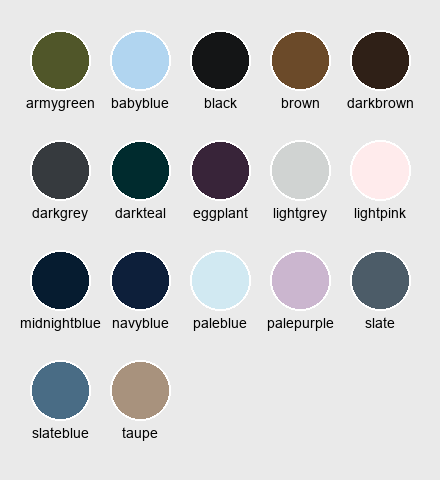 armygreen babyblue black brown darkbrown
darkgrey darkteal eggplant lightgrey lightpink
midnightblue navyblue paleblue palepurple slate
slateblue taupe